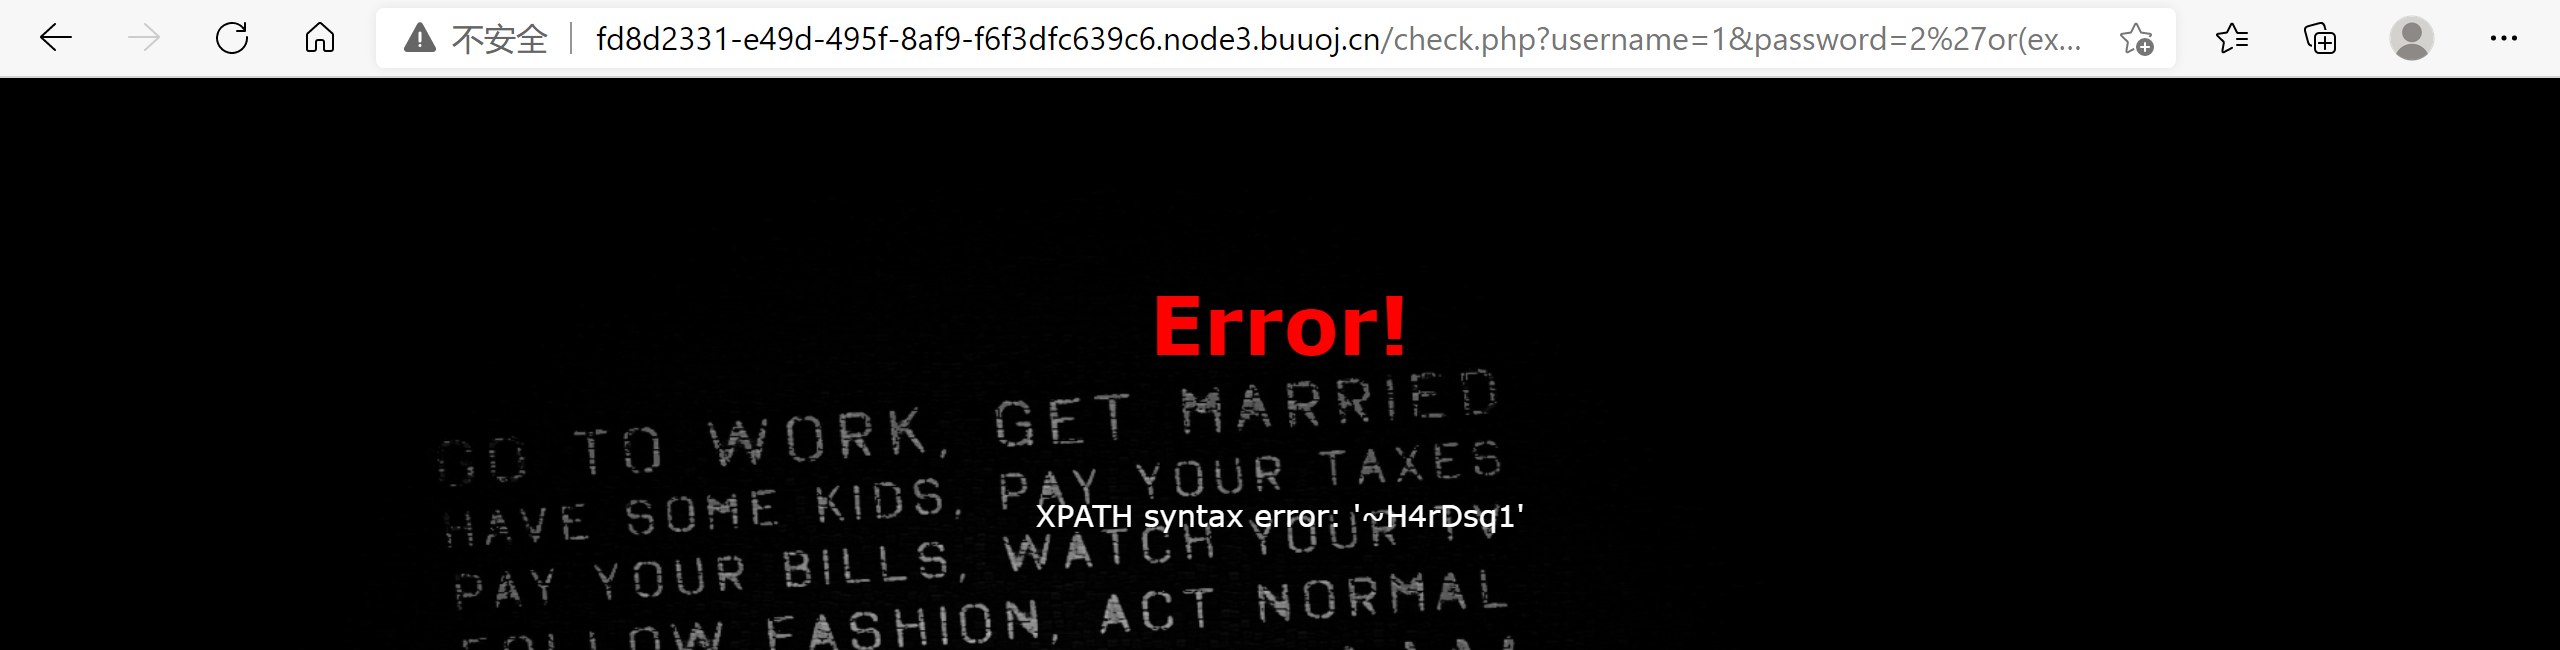 不安全 fd8d2331-e49d-495f-8af9-f6f3dfc639c6.node3.buuoj.cn/check.php?username=1&password=2%27or(ex...
Error!
GO TO WORK, GET MARRIED
HAVE SOME KIDS, PAY YOUR TAXES
XPATH syntax error: '~H4rDsq1'
PAY YOUR BILLS, WATCH YOUR TV
FOLLOW FASHION, ACT NORMAL